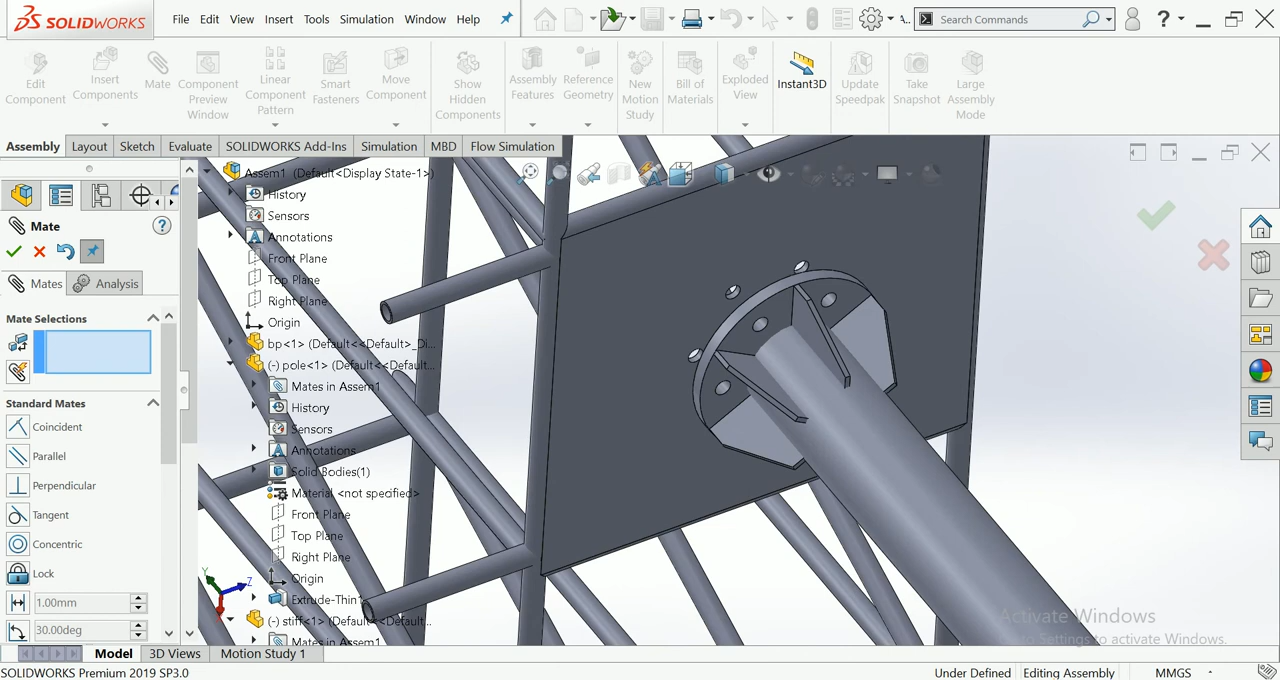 SOLIDWORKS File Edit View Insert Tools Simulation Window Help A... Search Commands ?
Edit Component
Insert Components
Mate
Component Preview Window
Linear Component Pattern
Smart Fasteners
Move Component
Show Hidden Components
Assembly Features
Reference Geometry
New Motion Study
Bill of Materials
Exploded View
Instant3D
Update Speedpak
Take Snapshot
Large Assembly Mode
Assembly Layout Sketch Evaluate SOLIDWORKS Add-Ins Simulation MBD Flow Simulation
Mate ?
Mates Analysis
Mate Selections
Standard Mates
Coincident
Parallel
Perpendicular
Tangent
Concentric
Lock
1.00mm
30.00deg
Assem1 (Default<Display State-1>)
History
Sensors
Annotations
Front Plane
Top Plane
Right Plane
Origin
bp<1> (Default<<Default>_Di...
(-) pole<1> (Default<<Default...
Mates in Assem1
History
Sensors
Annotations
Solid Bodies(1)
Material <not specified>
Front Plane
Top Plane
Right Plane
Origin
Extrude-Thin1
(-) stiff<1> (Default<<Default...
Mates in Assem1
Y Z
Activate Windows
Settings to activate Windows.
Model 3D Views Motion Study 1
SOLIDWORKS Premium 2019 SP3.0 Under Defined Editing Assembly MMGS